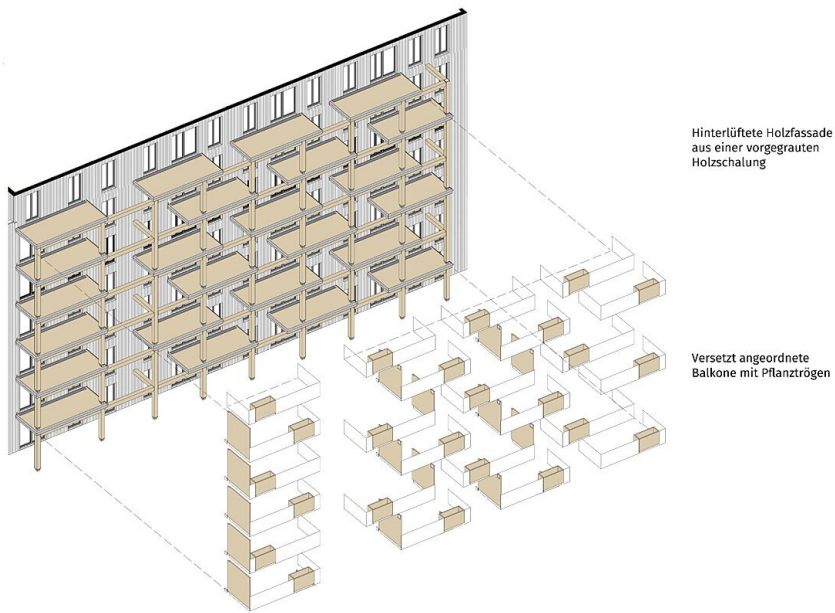 Hinterlüftete Holzfassade
aus einer vorgegrauten
Holzschalung
Versetzt angeordnete
Balkone mit Pflanztrögen